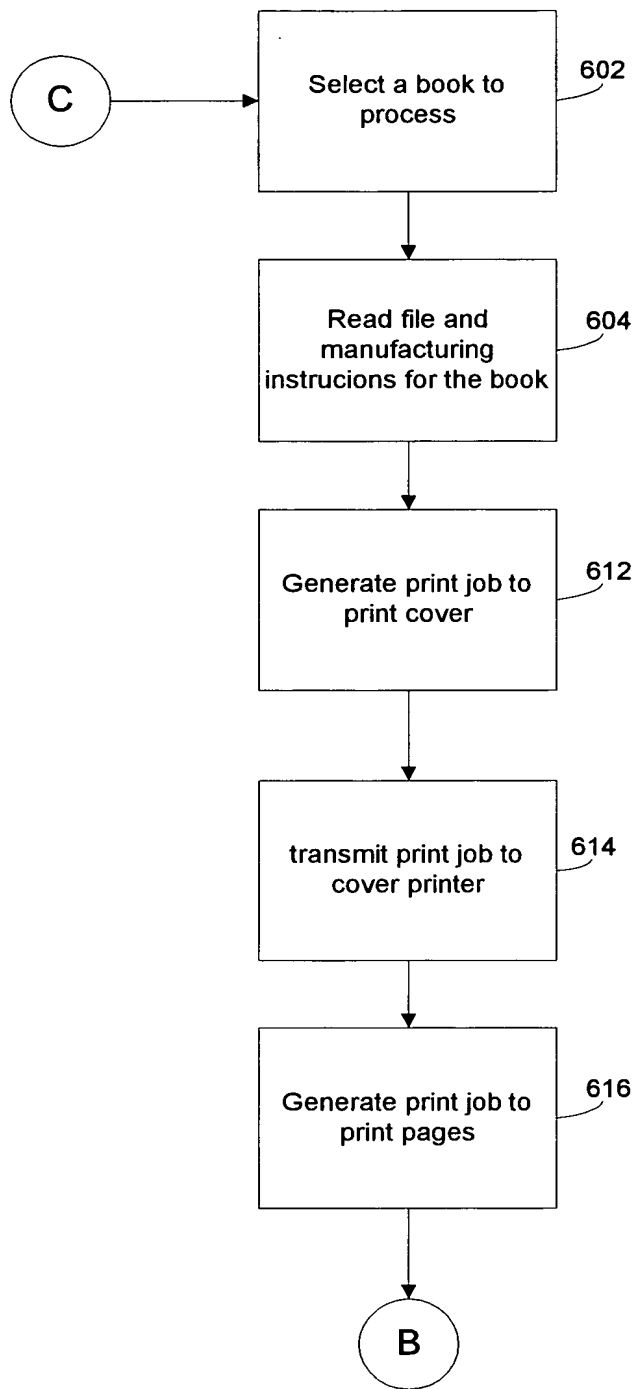 C
Select a book to
process
602
Read file and
manufacturing
instrucions for the book
604
Generate print job to
print cover
612
transmit print job to
cover printer
614
Generate print job to
print pages
616
B